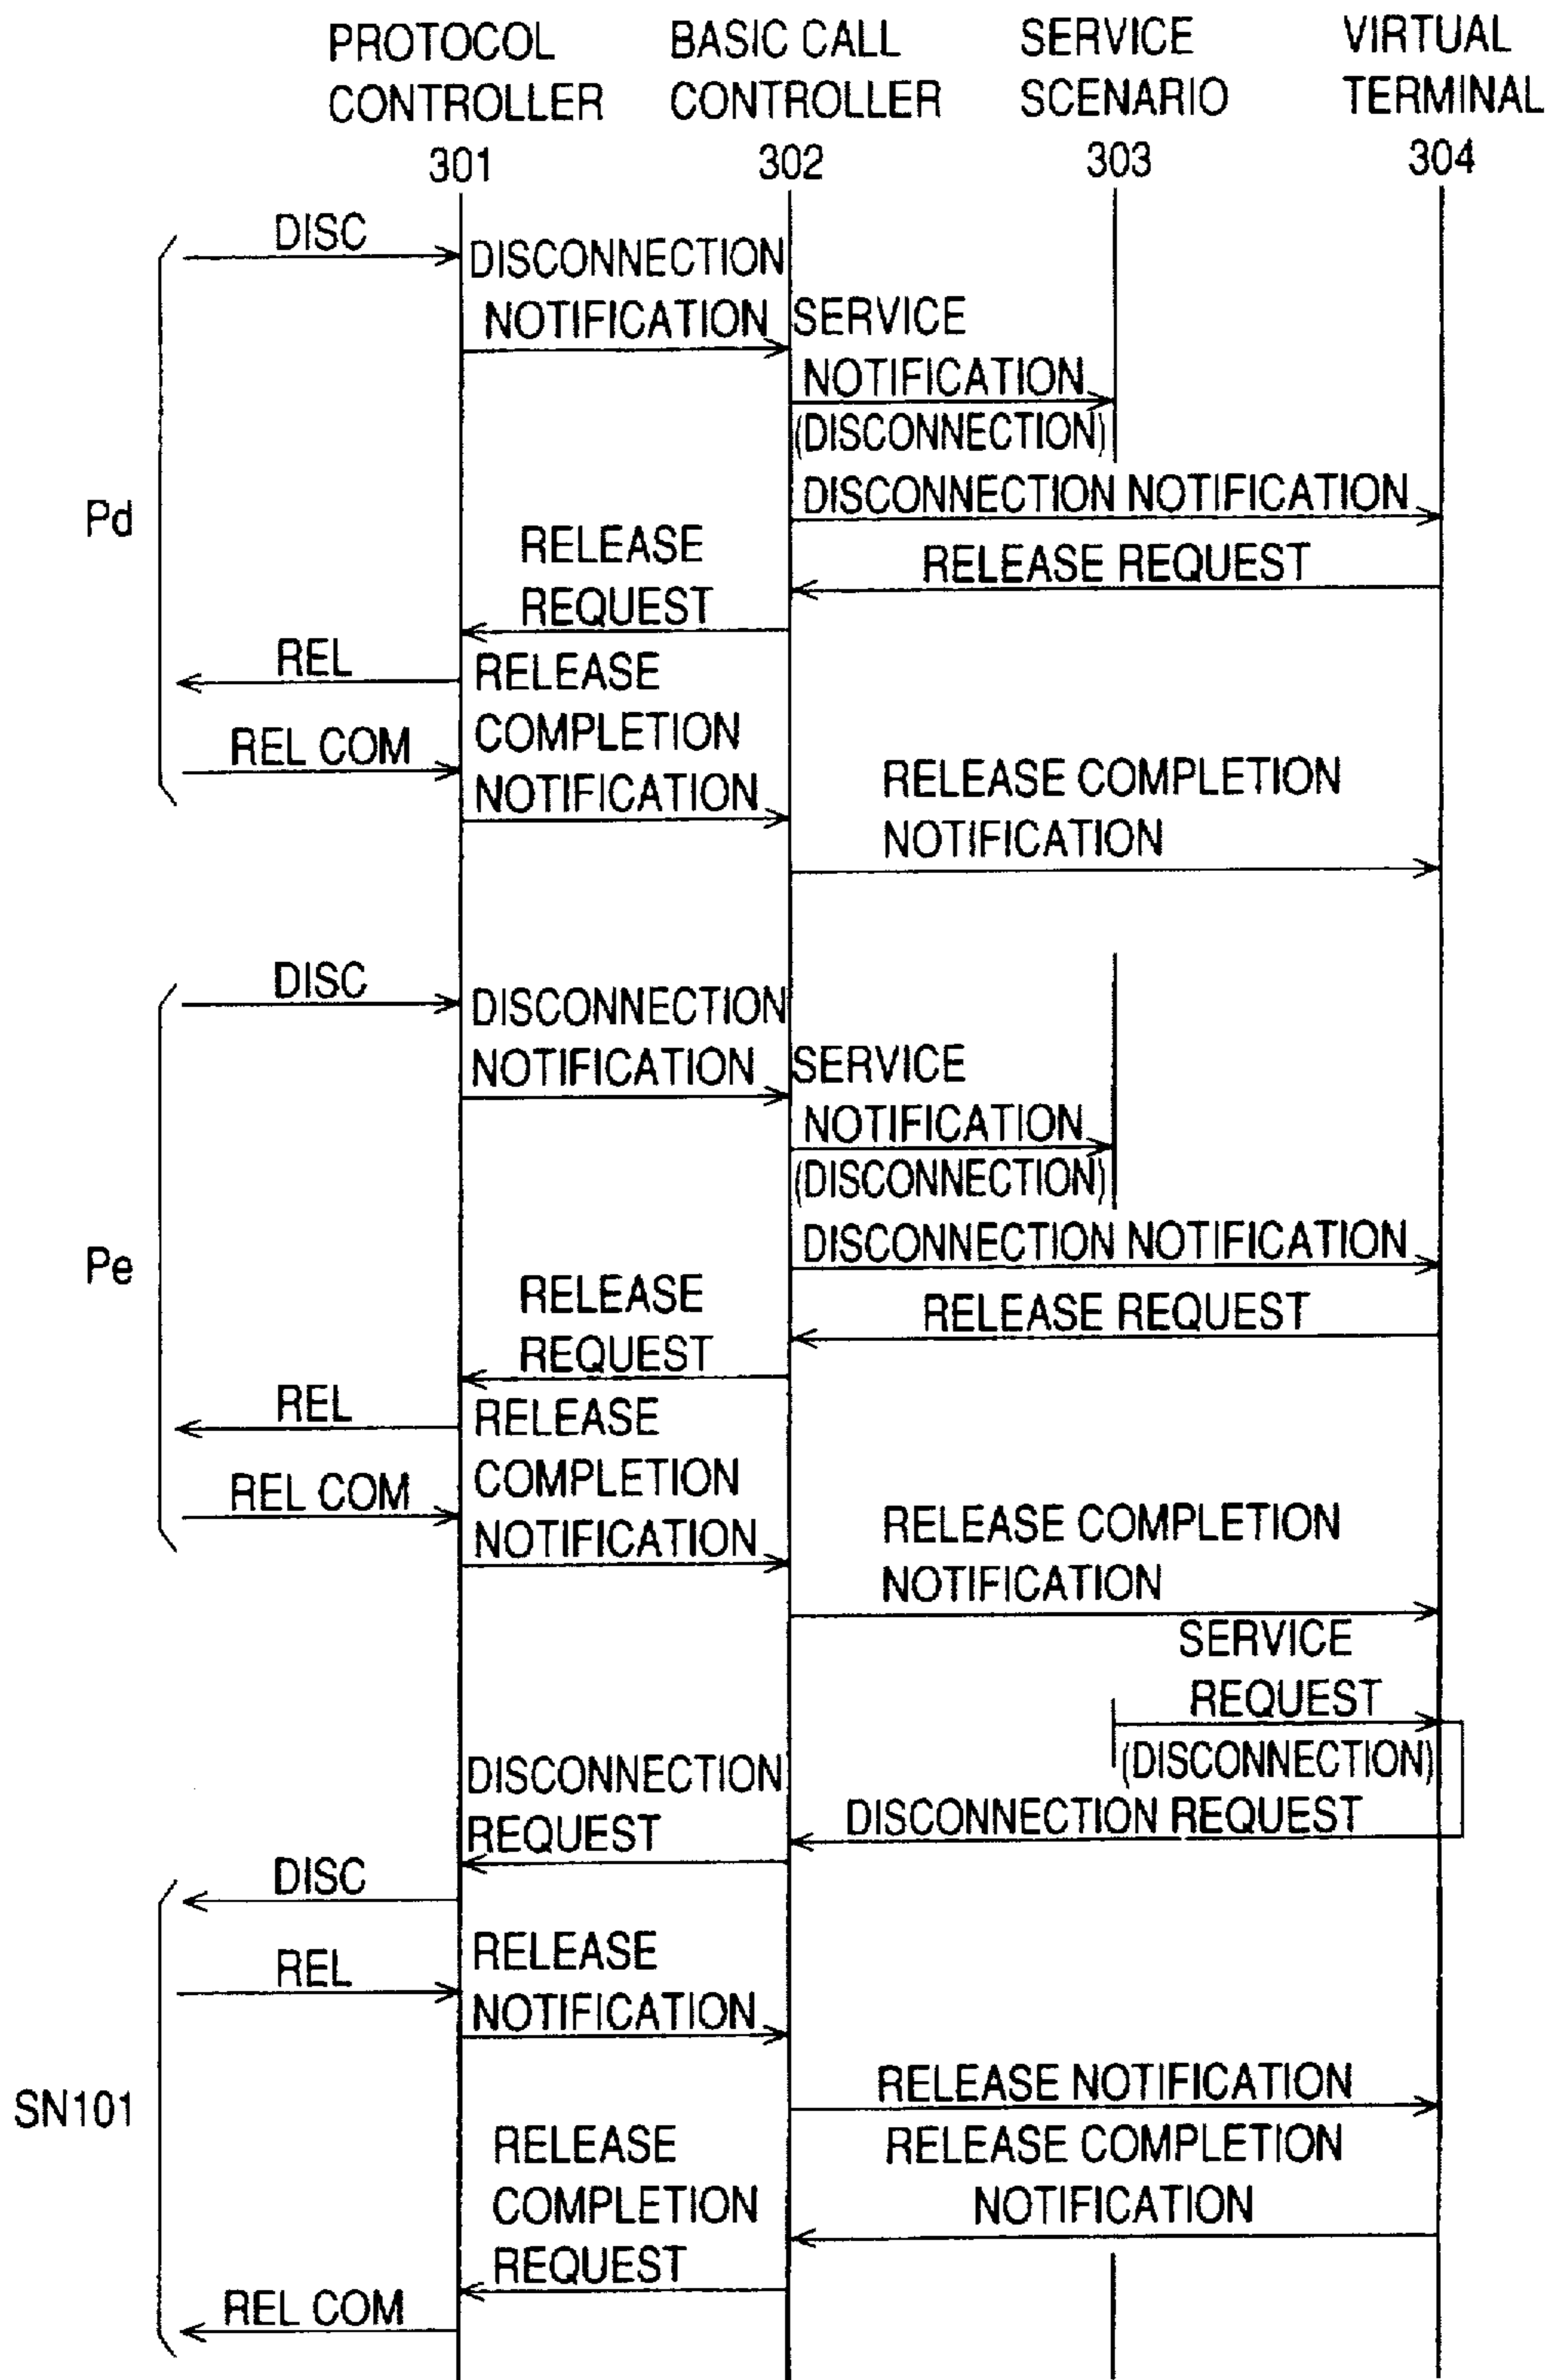 PROTOCOL
CONTROLLER
301
BASIC CALL
CONTROLLER
302
SERVICE
SCENARIO
303
VIRTUAL
TERMINAL
304
Pd
DISC
DISCONNECTION
NOTIFICATION
SERVICE
NOTIFICATION
(DISCONNECTION)
DISCONNECTION NOTIFICATION
RELEASE REQUEST
RELEASE
REQUEST
REL
REL COM
RELEASE
COMPLETION
NOTIFICATION
RELEASE COMPLETION
NOTIFICATION
Pe
DISC
DISCONNECTION
NOTIFICATION
SERVICE
NOTIFICATION
(DISCONNECTION)
DISCONNECTION NOTIFICATION
RELEASE REQUEST
RELEASE
REQUEST
REL
REL COM
RELEASE
COMPLETION
NOTIFICATION
RELEASE COMPLETION
NOTIFICATION
SERVICE
REQUEST
(DISCONNECTION)
DISCONNECTION REQUEST
DISCONNECTION
REQUEST
SN101
DISC
REL
RELEASE
NOTIFICATION
RELEASE NOTIFICATION
RELEASE COMPLETION
NOTIFICATION
RELEASE
COMPLETION
REQUEST
REL COM